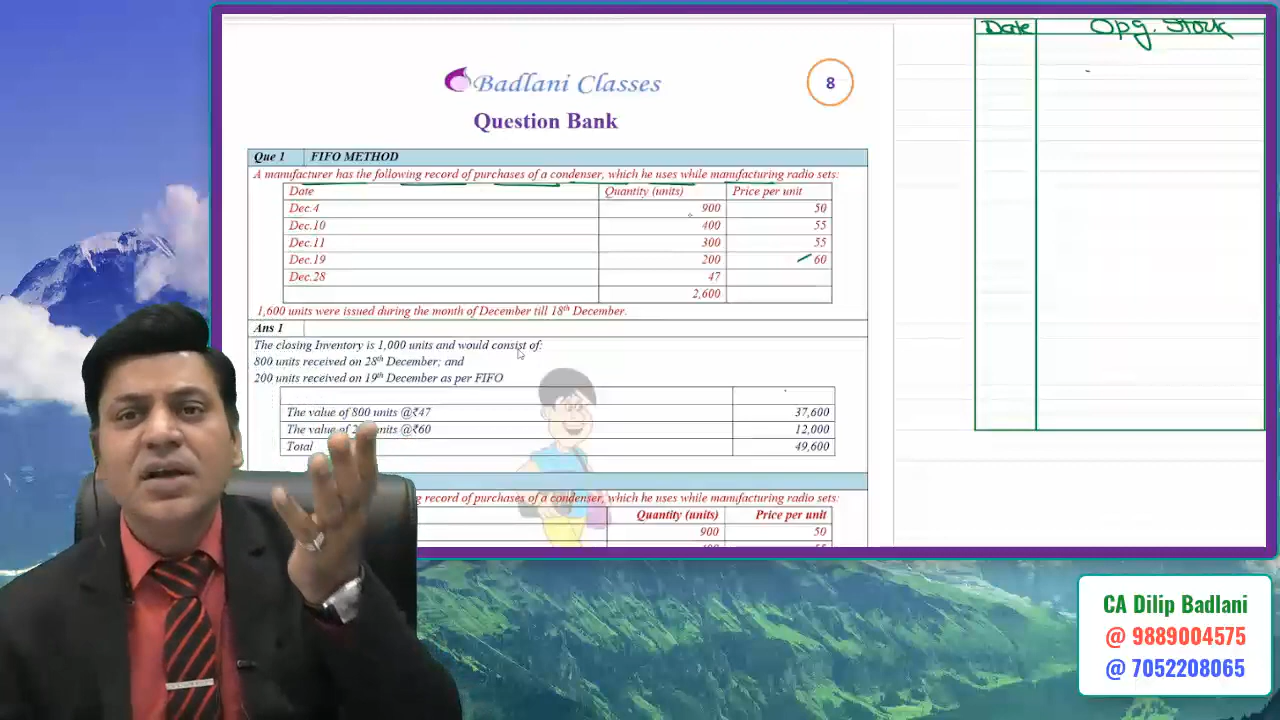 Date Opg. Stock
Badlani Classes
8
Question Bank
Que 1 FIFO METHOD
A manufacturer has the following record of purchases of a condenser, which he uses while manufacturing radio sets:
Date Quantity (units) Price per unit
Dec.4 900 50
Dec.10 400 55
Dec.11 300 55
Dec.19 200 60
Dec.28 47
2,600
1,600 units were issued during the month of December till 18th December.
Ans 1
The closing Inventory is 1,000 units and would consist of:
800 units received on 28th December; and
200 units received on 19th December as per FIFO
The value of 800 units @₹47 37,600
The value of units @₹60 12,000
Total 49,600
record of purchases of a condenser, which he uses while manufacturing radio sets:
Quantity (units) Price per unit
900 50
CA Dilip Badlani
@ 9889004575
@ 7052208065